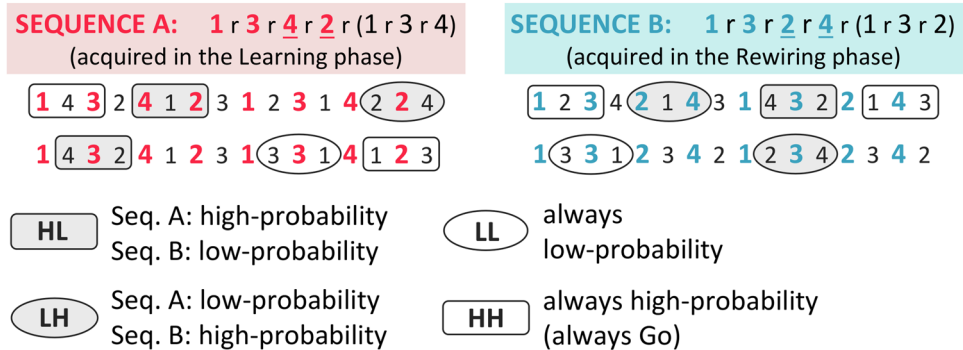 SEQUENCE A: 1 r 3 r 4 r 2 r (1 r 3 r 4)
(acquired in the Learning phase)
1 4 3 2 4 1 2 3 1 2 3 1 4 2 2 4
1 4 3 2 4 1 2 3 1 3 3 1 4 1 2 3
SEQUENCE B: 1 r 3 r 2 r 4 r (1 r 3 r 2)
(acquired in the Rewiring phase)
1 2 3 4 2 1 4 3 1 4 3 2 2 1 4 3
1 3 3 1 2 3 4 2 1 2 3 4 2 3 4 2
HL
Seq. A: high-probability
Seq. B: low-probability
LL
always
low-probability
LH
Seq. A: low-probability
Seq. B: high-probability
HH
always high-probability
(always Go)